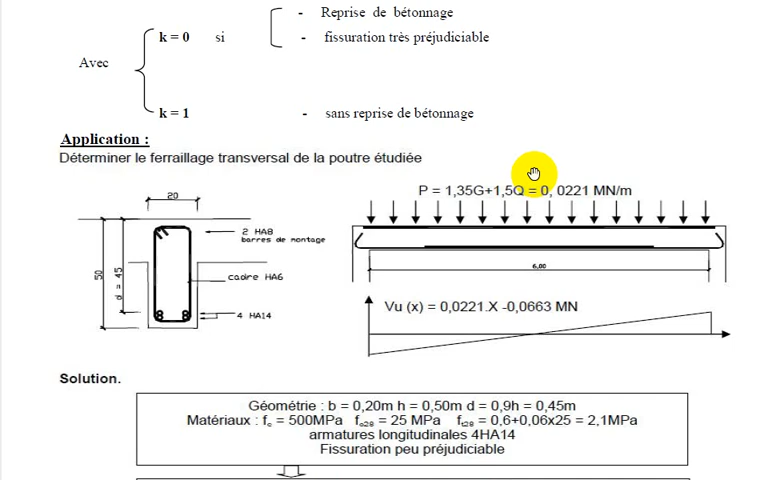 - Reprise de bétonnage
k = 0 si - fissuration très préjudiciable
Avec
k = 1 - sans reprise de bétonnage
Application :
Déterminer le ferraillage transversal de la poutre étudiée
P = 1,35G+1,5Q = 0, 0221 MN/m
20
2 HA8
barres de montage
50
d = 45
cadre HA6
4 HA14
6,00
Vu (x) = 0,0221.X -0,0663 MN
Solution.
Géométrie : b = 0,20m h = 0,50m d = 0,9h = 0,45m
Matériaux : fe = 500MPa fc28 = 25 MPa ft28 = 0,6+0,06x25 = 2,1MPa
armatures longitudinales 4HA14
Fissuration peu préjudiciable